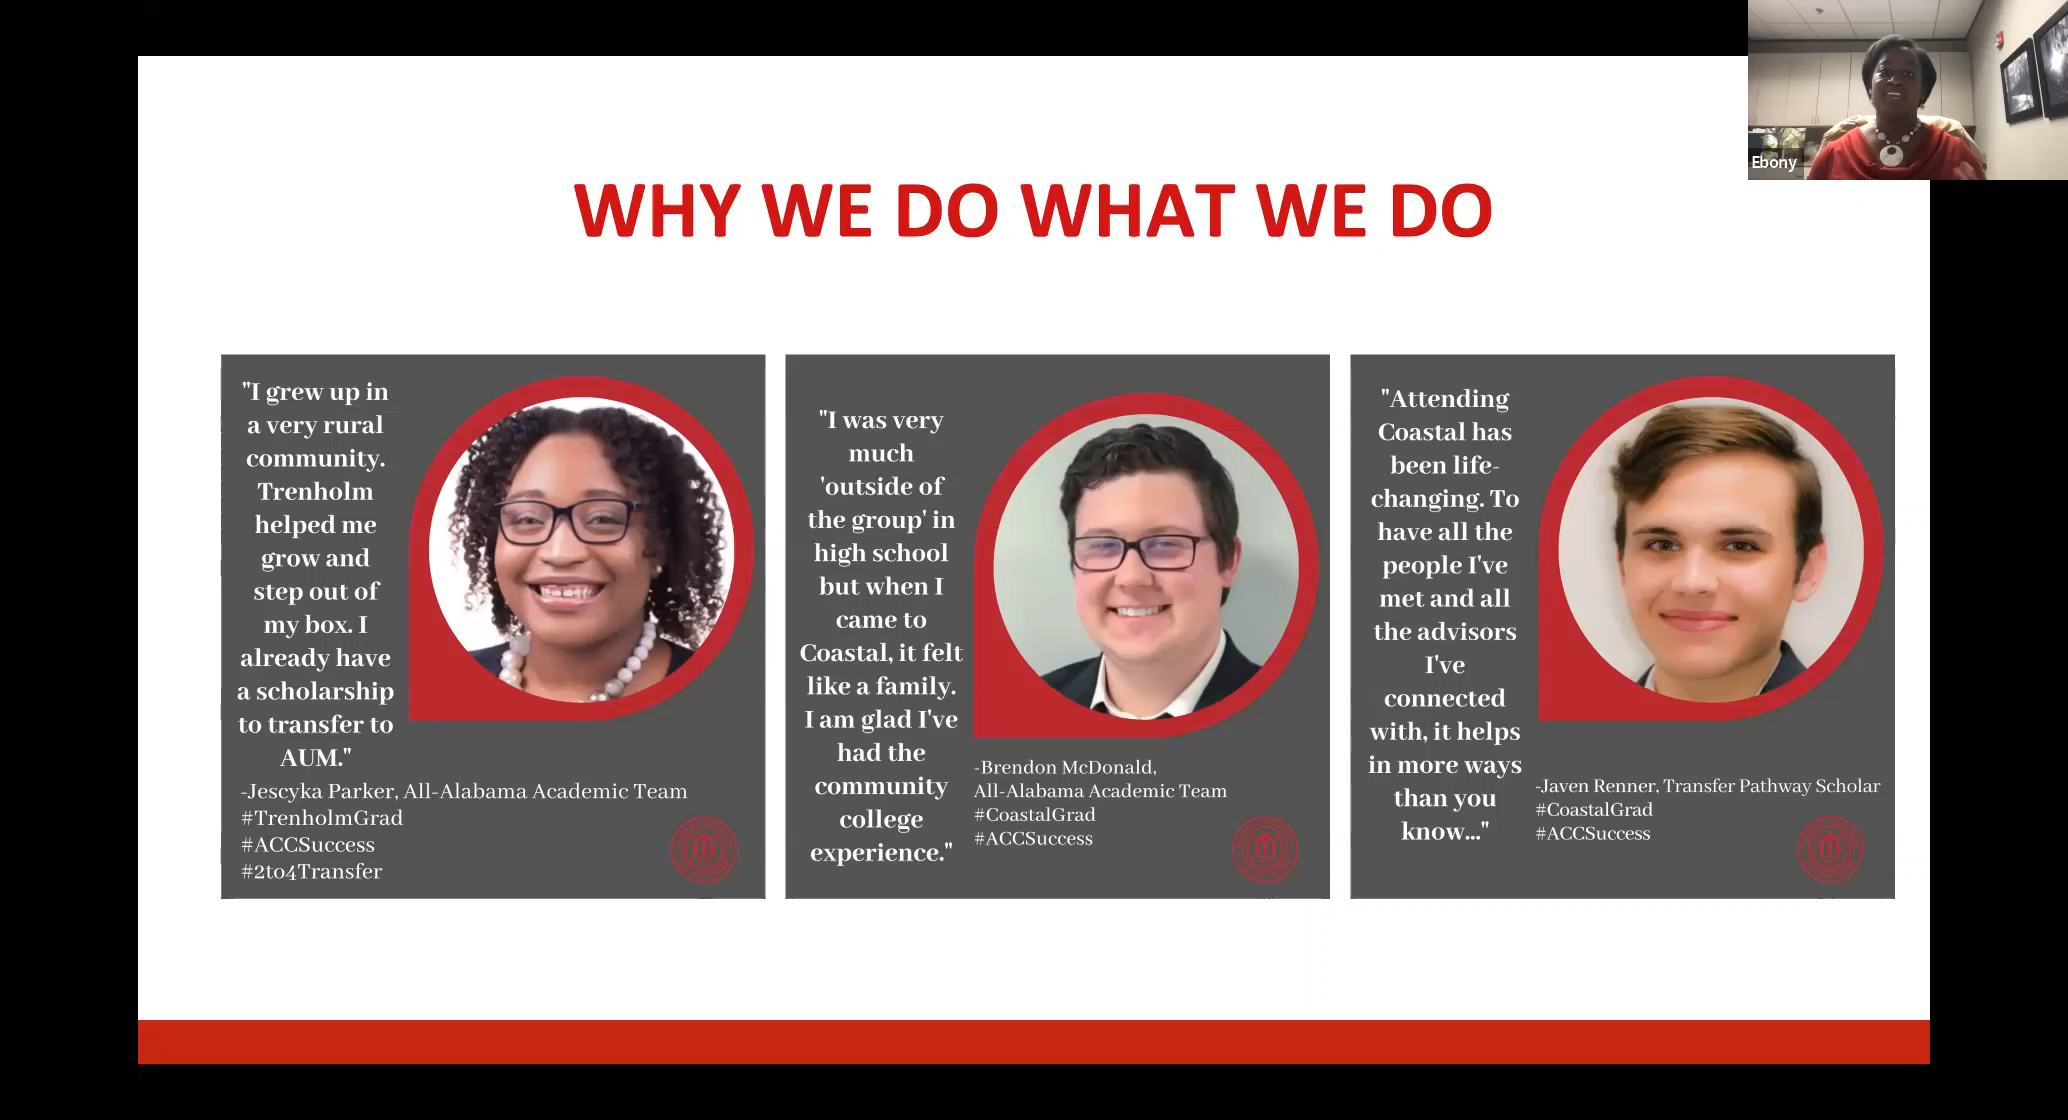 Ebony
WHY WE DO WHAT WE DO
"I grew up in
a very rural
community.
Trenholm
helped me
grow and
step out of
my box. I
already have
a scholarship
to transfer to
AUM."
-Jescyka Parker, All-Alabama Academic Team
#TrenholmGrad
#ACCSuccess
#2to4Transfer
"I was very
much
'outside of
the group' in
high school
but when I
came to
Coastal, it felt
like a family.
I am glad I've
had the
community
college
experience."
-Brendon McDonald,
All-Alabama Academic Team
#CoastalGrad
#ACCSuccess
"Attending
Coastal has
been life-
changing. To
have all the
people I've
met and all
the advisors
I've
connected
with, it helps
in more ways
than you
know..."
-Javen Renner, Transfer Pathway Scholar
#CoastalGrad
#ACCSuccess